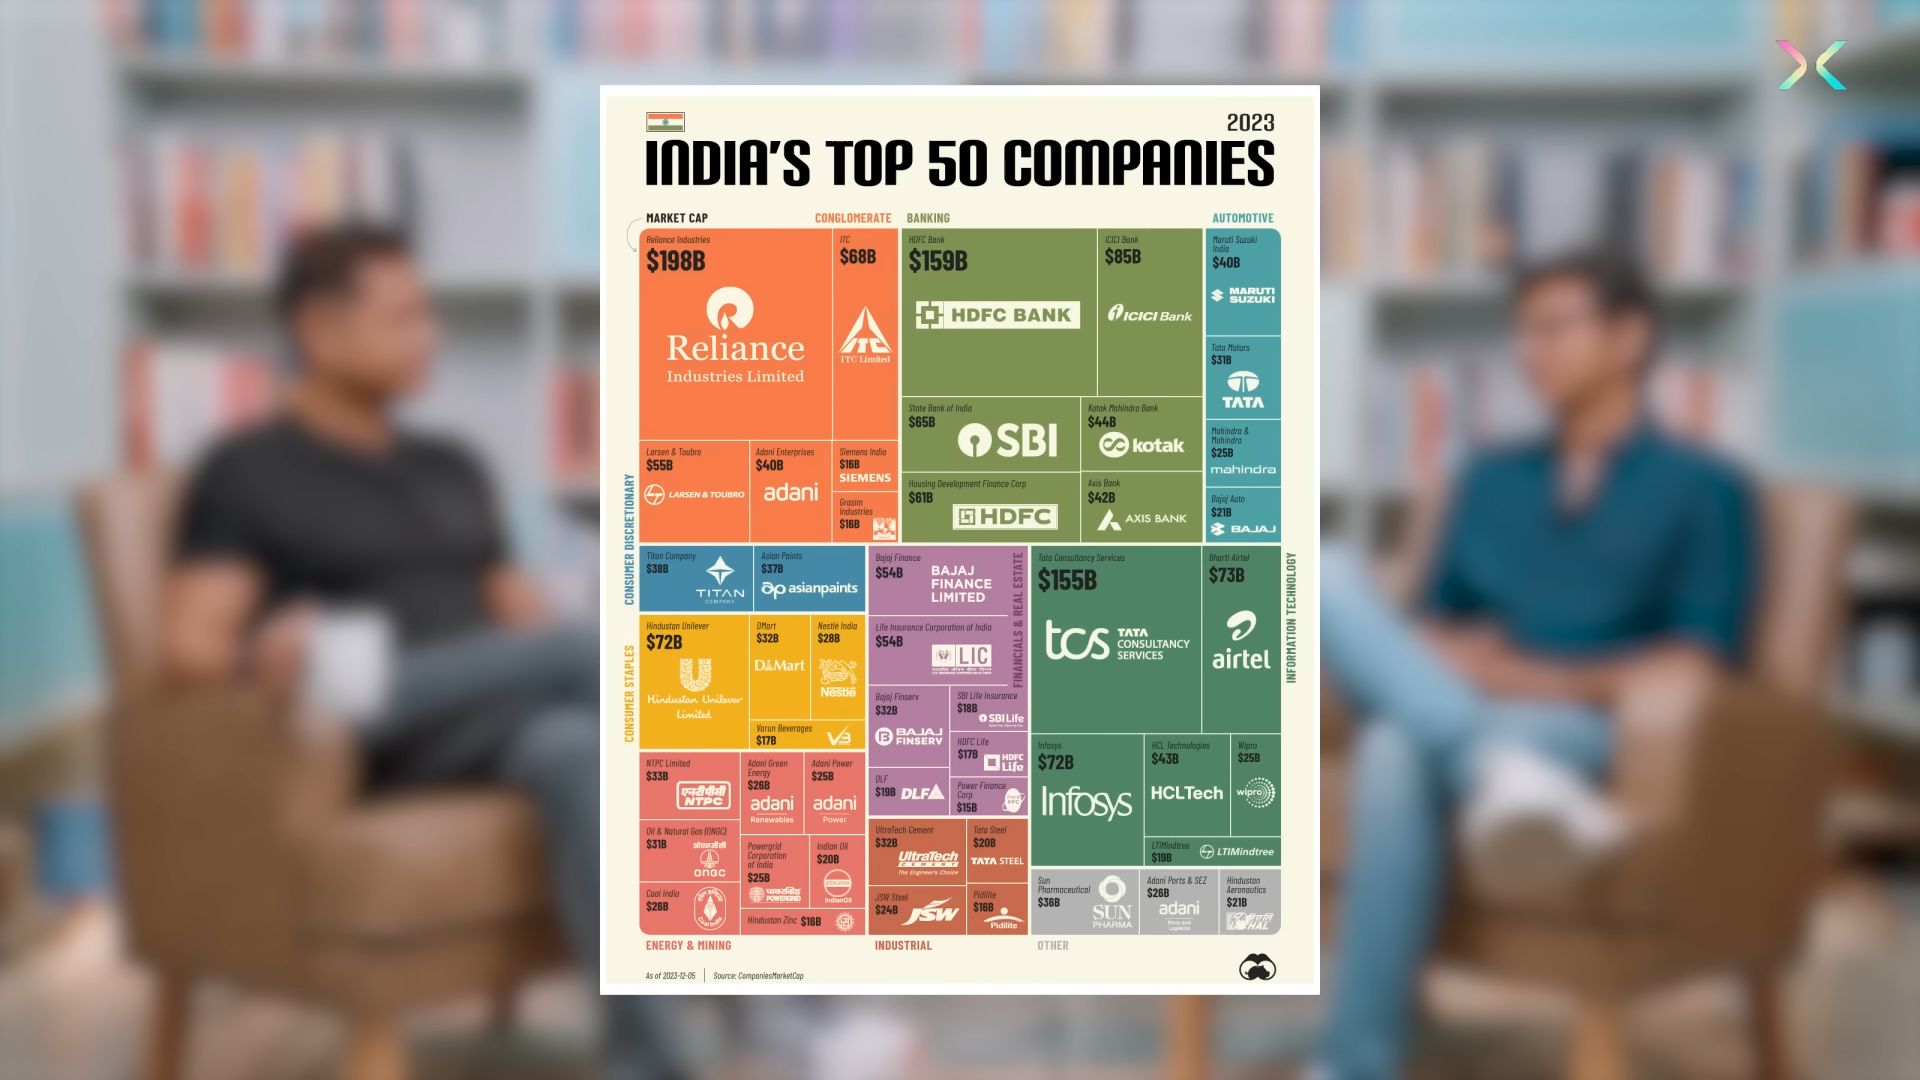 2023
INDIA'S TOP 50 COMPANIES
MARKET CAP
CONGLOMERATE
BANKING
AUTOMOTIVE
Reliance Industries
$198B
Reliance
Industries Limited
ITC
$68B
ITC
ITC Limited
HDFC Bank
$159B
HDFC BANK
ICICI Bank
$85B
ICICI Bank
Maruti Suzuki
India
$40B
MARUTI
SUZUKI
Tata Motors
$31B
TATA
State Bank of India
$65B
SBI
Kotak Mahindra Bank
$44B
kotak
Mahindra &
Mahindra
$25B
mahindra
Larsen & Toubro
$55B
LARSEN & TOUBRO
Adani Enterprises
$40B
adani
Siemens India
$16B
SIEMENS
Grasim
Industries
$16B
Housing Development Finance Corp
$61B
HDFC
Axis Bank
$42B
AXIS BANK
Bajaj Auto
$21B
BAJAJ
CONSUMER DISCRETIONARY
Titan Company
$38B
TITAN
COMPANY
Asian Paints
$37B
ap asianpaints
CONSUMER STAPLES
Hindustan Unilever
$72B
Hindustan Unilever
Limited
DMart
$32B
DMart
Nestlé India
$28B
Nestlé
Varun Beverages
$17B
VB
FINANCIALS & REAL ESTATE
Bajaj Finance
$54B
BAJAJ
FINANCE
LIMITED
Life Insurance Corporation of India
$54B
LIC
Bajaj Finserv
$32B
BAJAJ
FINSERV
SBI Life Insurance
$18B
SBI Life
HDFC Life
$17B
HDFC
Life
DLF
$19B
DLF
Power Finance
Corp
$15B
PFC
INFORMATION TECHNOLOGY
Tata Consultancy Services
$155B
tcs TATA
CONSULTANCY
SERVICES
Bharti Airtel
$73B
airtel
Infosys
$72B
Infosys
HCL Technologies
$43B
HCLTech
Wipro
$25B
wipro
LTIMindtree
$19B
LTIMindtree
NTPC Limited
$33B
एनटीपीसी
NTPC
Adani Green
Energy
$26B
adani
Renewables
Adani Power
$25B
adani
Power
Oil & Natural Gas (ONGC)
$31B
ओएनजीसी
ONGC
Powergrid
Corporation
of India
$25B
पावरग्रिड
POWERGRID
Indian Oil
$20B
IndianOil
Coal India
$26B
Hindustan Zinc $16B
UltraTech Cement
$32B
UltraTech
CEMENT
The Engineer's Choice
Tata Steel
$20B
TATA STEEL
JSW Steel
$24B
JSW
Pidilite
$16B
Pidilite
Sun
Pharmaceutical
$36B
SUN
PHARMA
Adani Ports & SEZ
$26B
adani
Ports and
Logistics
Hindustan
Aeronautics
$21B
HAL
ENERGY & MINING
INDUSTRIAL
OTHER
As of 2023-12-05
Source: CompaniesMarketCap